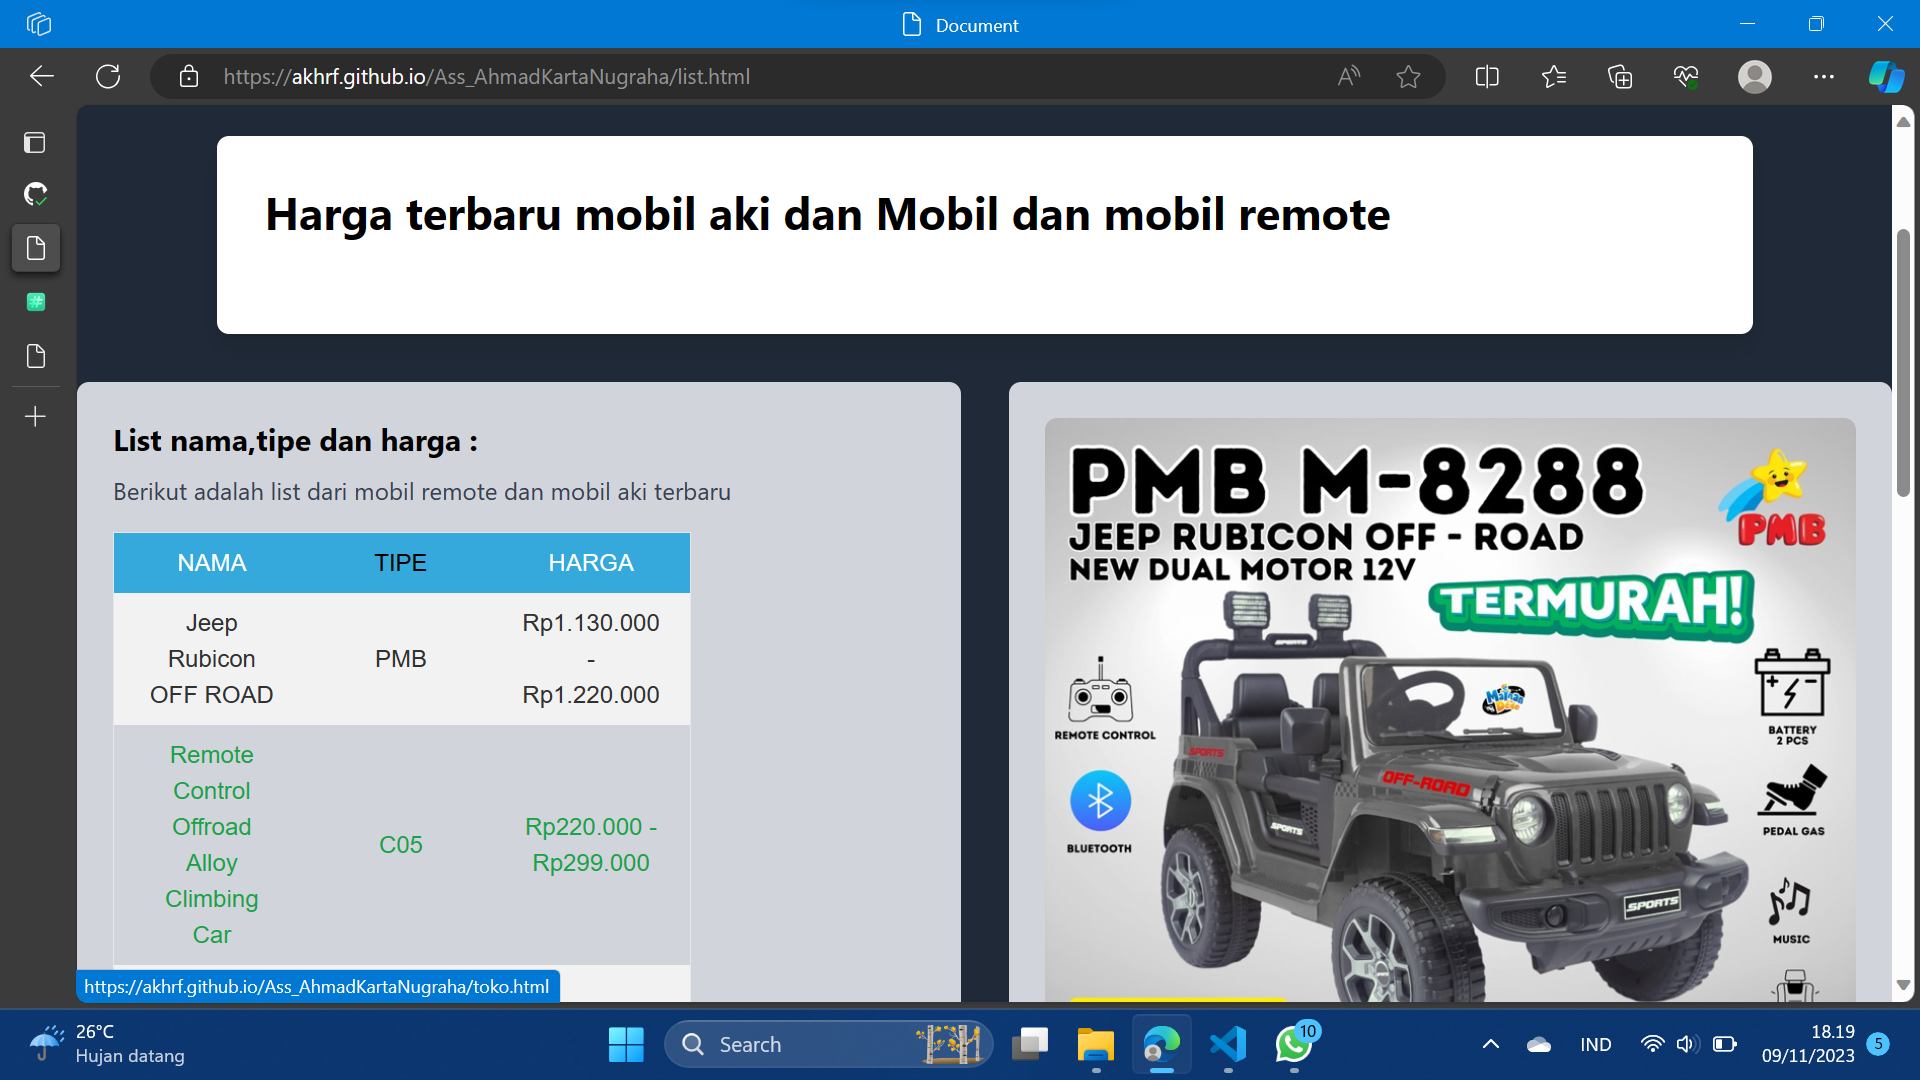 Document
https://akhrf.github.io/Ass_AhmadKartaNugraha/list.html
Harga terbaru mobil aki dan Mobil dan mobil remote
List nama,tipe dan harga :
Berikut adalah list dari mobil remote dan mobil aki terbaru
NAMA TIPE HARGA
Jeep
Rubicon
OFF ROAD
PMB
Rp1.130.000
-
Rp1.220.000
Remote
Control
Offroad
Alloy
Climbing
Car
C05
Rp220.000 -
Rp299.000
PMB M-8288
JEEP RUBICON OFF - ROAD
NEW DUAL MOTOR 12V
PMB
TERMURAH!
REMOTE CONTROL
BLUETOOTH
BATTERY
2 PCS
PEDAL GAS
MUSIC
SPORTS
SPORTS
OFF-ROAD
SPORTS
SPORTS
https://akhrf.github.io/Ass_AhmadKartaNugraha/toko.html
26°C
Hujan datang
Search
10
IND
18.19
09/11/2023
5